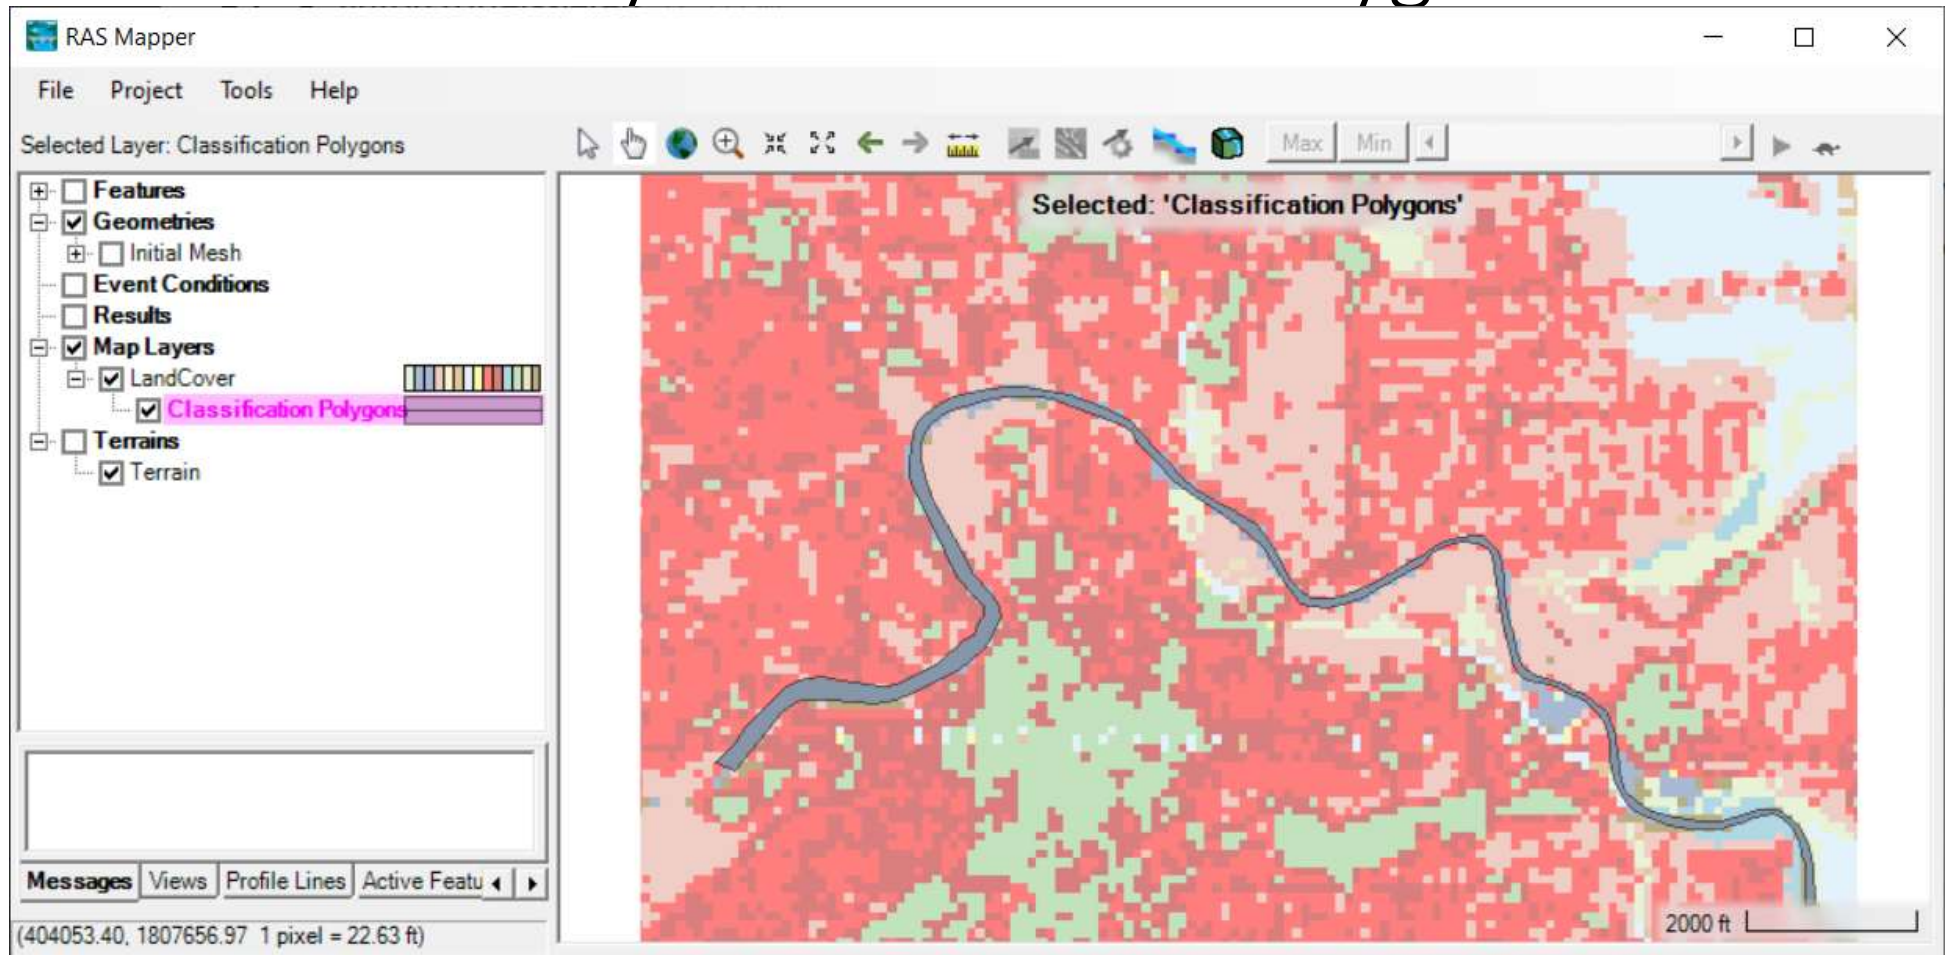 RAS Mapper
File Project Tools Help
Selected Layer: Classification Polygons
Max Min
Features
Geometries
Initial Mesh
Event Conditions
Results
Map Layers
LandCover
Classification Polygons
Terrains
Terrain
Selected: 'Classification Polygons'
Messages Views Profile Lines Active Featu
(404053.40, 1807656.97 1 pixel = 22.63 ft)
2000 ft